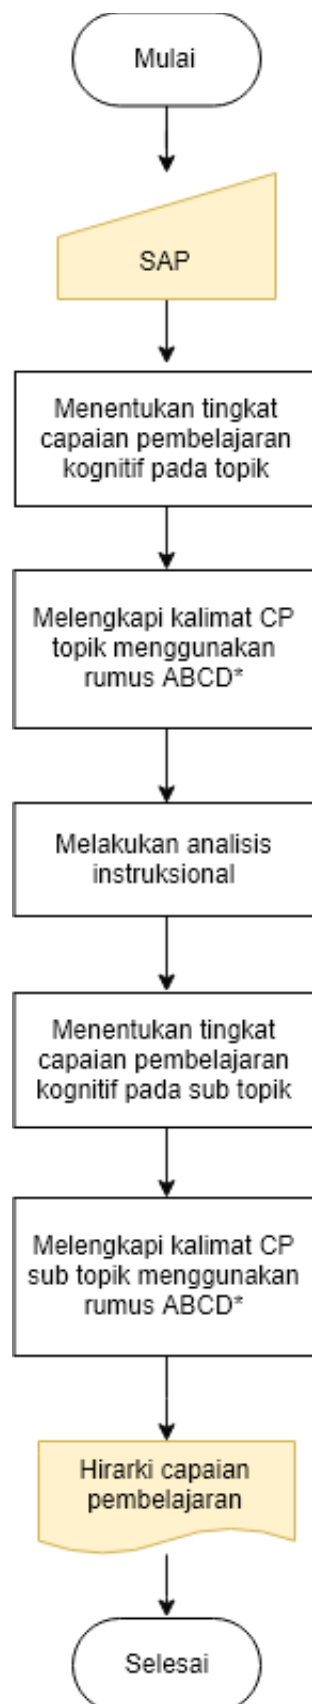 Mulai
SAP
Menentukan tingkat
capaian pembelajaran
kognitif pada topik
Melengkapi kalimat CP
topik menggunakan
rumus ABCD*
Melakukan analisis
instruksional
Menentukan tingkat
capaian pembelajaran
kognitif pada sub topik
Melengkapi kalimat CP
sub topik menggunakan
rumus ABCD*
Hirarki capaian
pembelajaran
Selesai